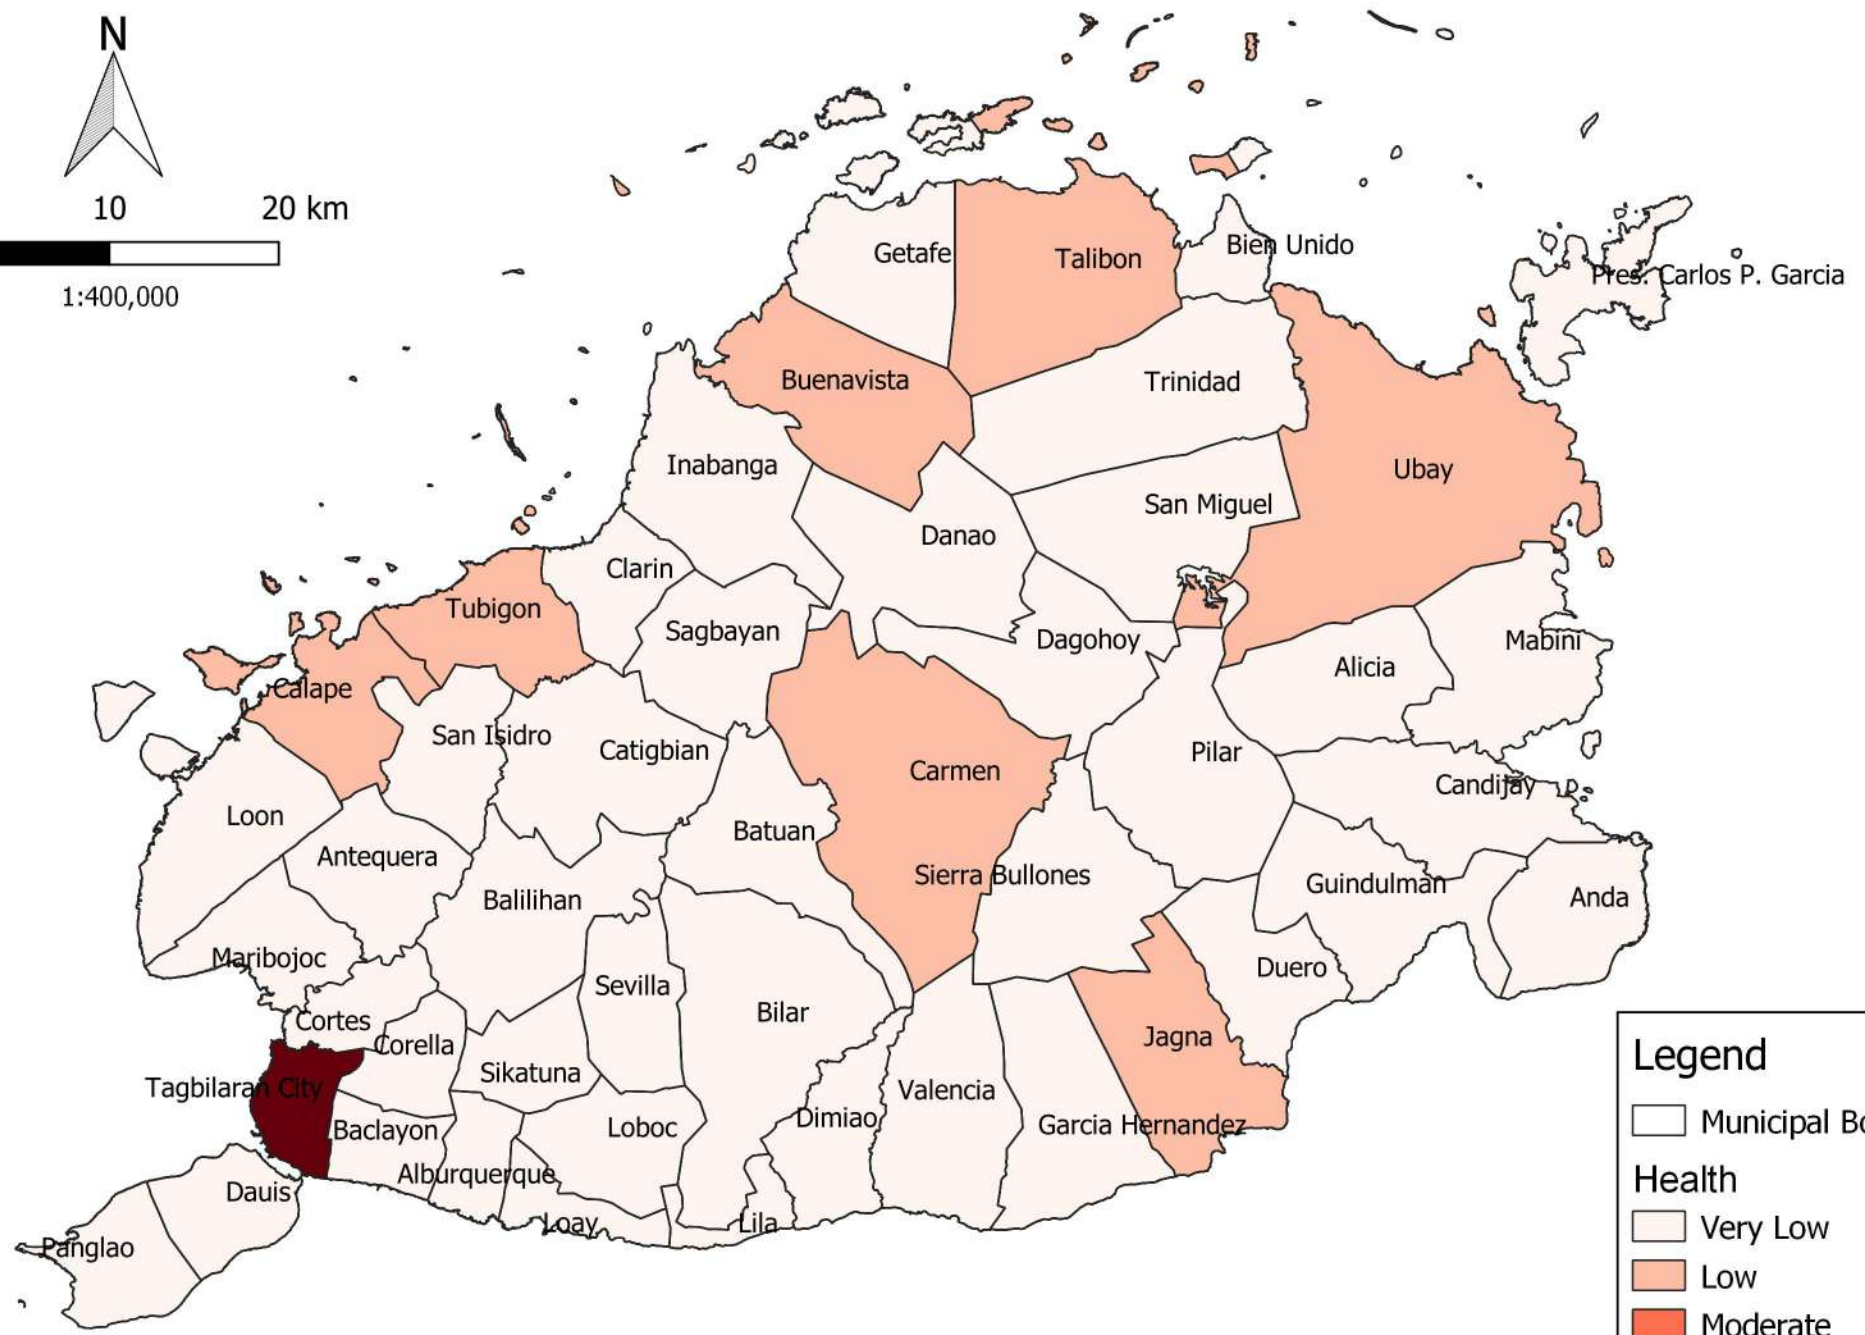 N
10 20 km
1:400,000
Getafe
Talibon
Bien Unido
Pres. Carlos P. Garcia
Buenavista
Trinidad
Inabanga
Ubay
San Miguel
Danao
Clarin
Tubigon
Sagbayan
Dagohoy
Mabini
Alicia
Calape
San Isidro
Catigbian
Pilar
Carmen
Candijay
Loon
Batuan
Antequera
Sierra Bullones
Guindulman
Anda
Balilihan
Maribojoc
Duero
Sevilla
Bilar
Cortes
Corella
Jagna
Sikatuna
Tagbilaran City
Valencia
Dimiao
Garcia Hernandez
Loboc
Baclayon
Alburquerque
Dauis
Loay
Lila
Panglao
Legend
Municipal Bo
Health
Very Low
Low
Moderate